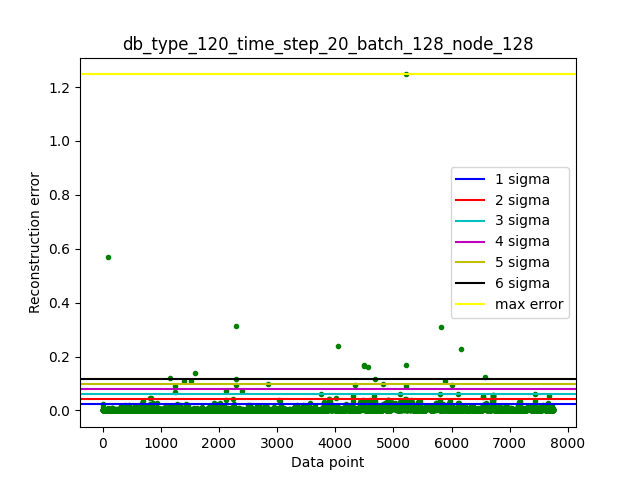 db_type_120_time_step_20_batch_128_node_128
1.2
1.0
0.8
0.6
0.4
0.2
0.0
Reconstruction error
1 sigma
2 sigma
3 sigma
4 sigma
5 sigma
6 sigma
max error
0 1000 2000 3000 4000 5000 6000 7000 8000
Data point